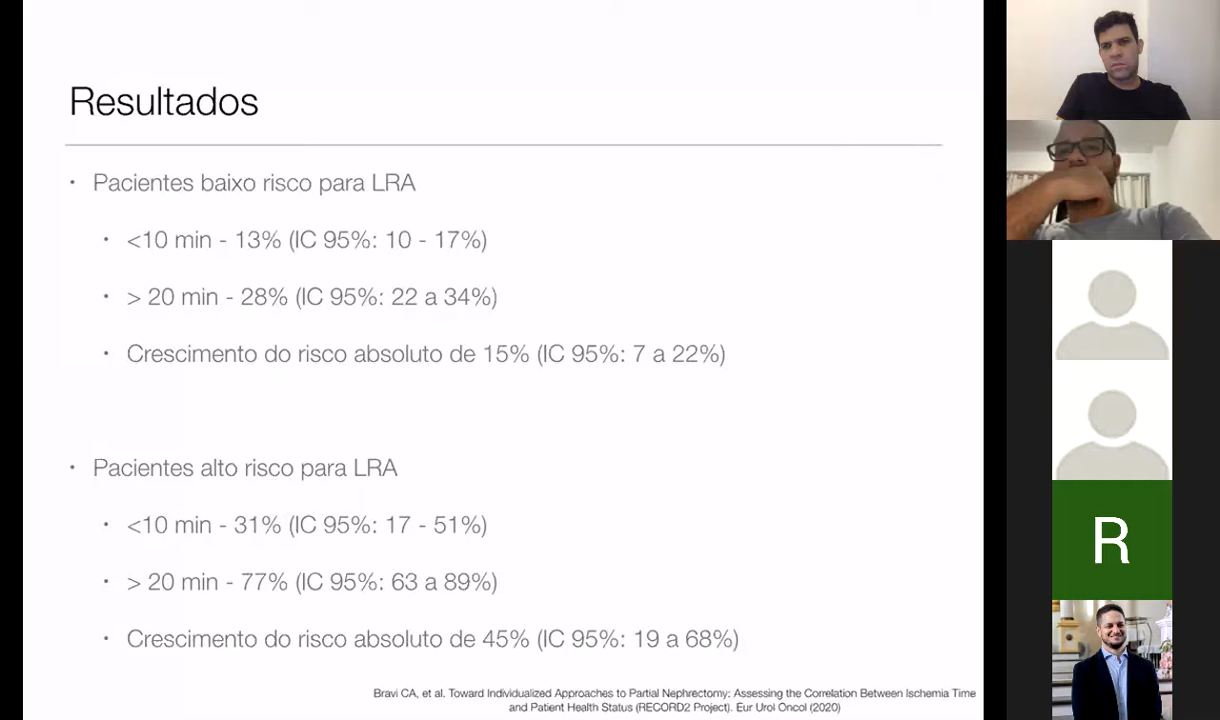 Resultados
• Pacientes baixo risco para LRA
• <10 min - 13% (IC 95%: 10 - 17%)
• > 20 min - 28% (IC 95%: 22 a 34%)
• Crescimento do risco absoluto de 15% (IC 95%: 7 a 22%)
• Pacientes alto risco para LRA
• <10 min - 31% (IC 95%: 17 - 51%)
• > 20 min - 77% (IC 95%: 63 a 89%)
• Crescimento do risco absoluto de 45% (IC 95%: 19 a 68%)
Bravi CA, et al. Toward Individualized Approaches to Partial Nephrectomy: Assessing the Correlation Between Ischemia Time
and Patient Health Status (RECORD2 Project). Eur Urol Oncol (2020)
R